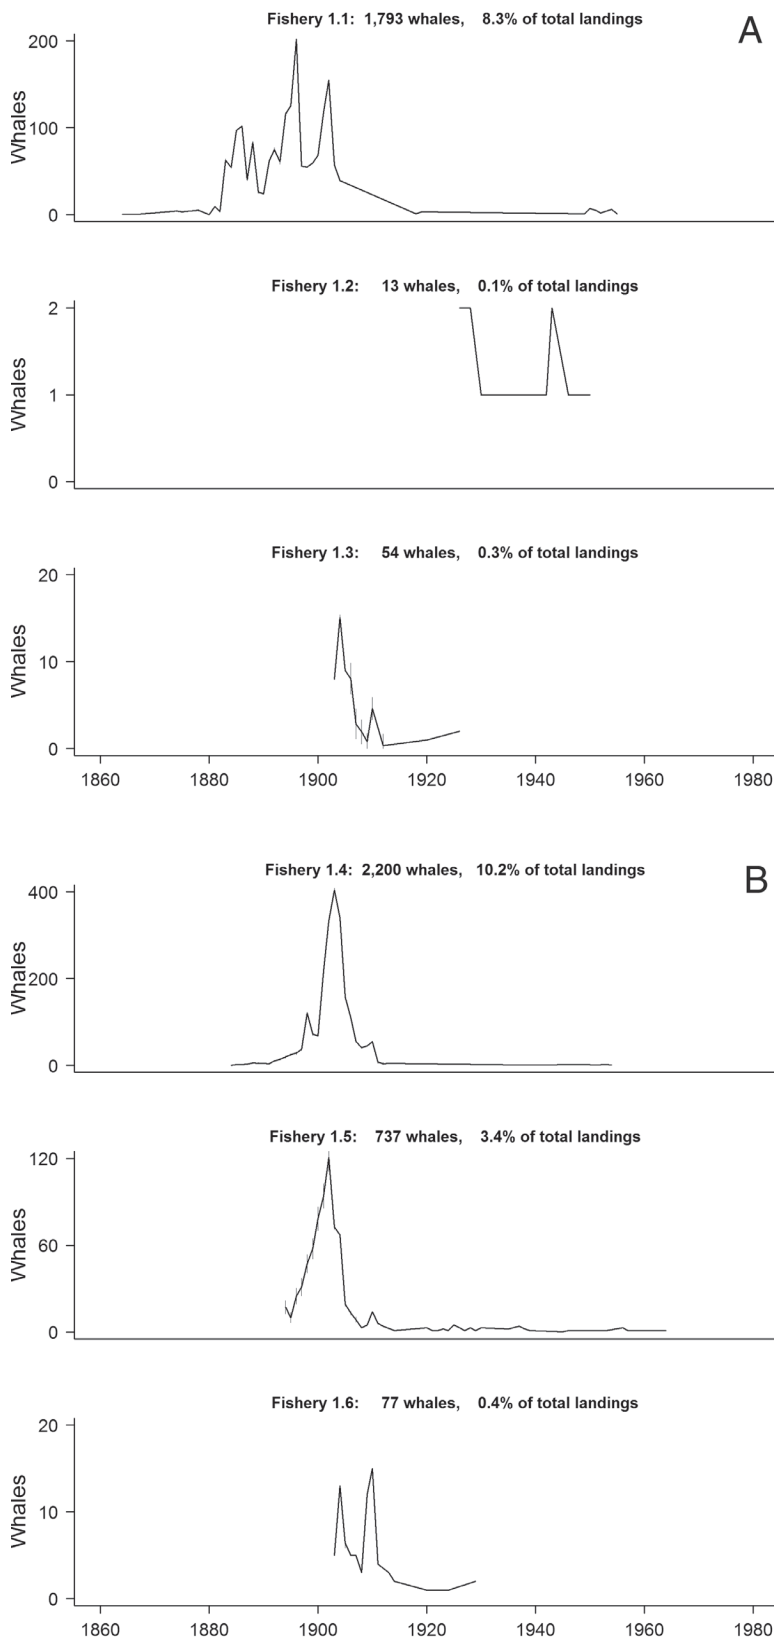 Fishery 1.1: 1,793 whales, 8.3% of total landings
A
200
100
0
Whales
Fishery 1.2: 13 whales, 0.1% of total landings
2
1
0
Whales
Fishery 1.3: 54 whales, 0.3% of total landings
20
10
0
Whales
1860 1880 1900 1920 1940 1960 1980
Fishery 1.4: 2,200 whales, 10.2% of total landings
B
400
200
0
Whales
Fishery 1.5: 737 whales, 3.4% of total landings
120
60
0
Whales
Fishery 1.6: 77 whales, 0.4% of total landings
20
10
0
Whales
1860 1880 1900 1920 1940 1960 1980